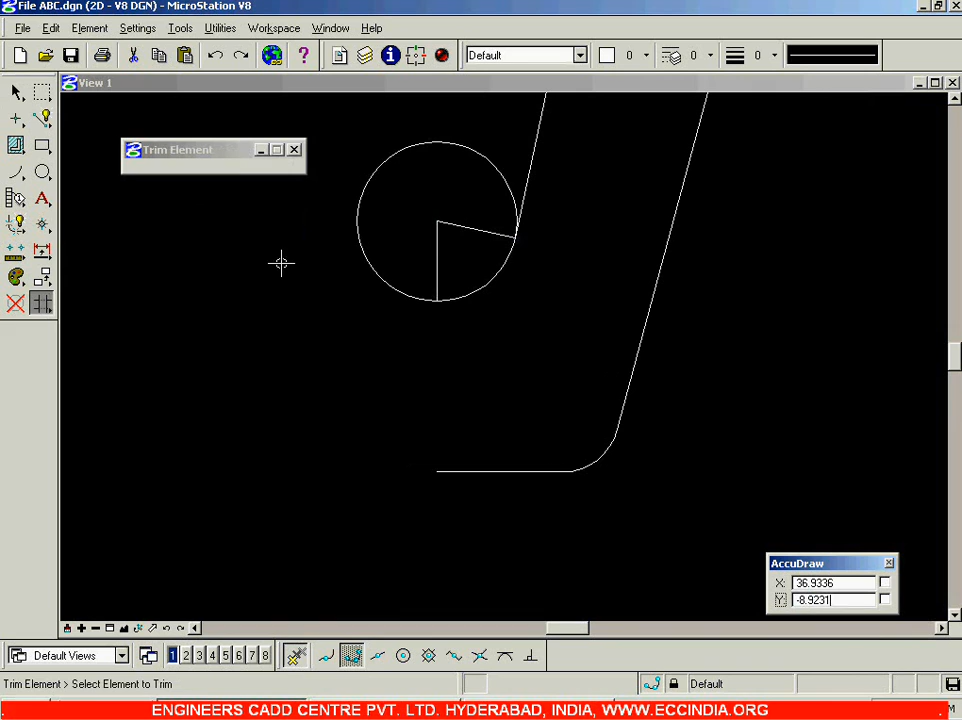 File ABC.dgn (2D - V8 DGN) - MicroStation V8
File Edit Element Settings Tools Utilities Workspace Window Help
Default 0 0 0
View 1
Trim Element
AccuDraw
X: 36.9336
Y: -8.9231
Default Views 1 2 3 4 5 6 7 8
Trim Element > Select Element to Trim Default
ENGINEERS CADD CENTRE PVT. LTD. HYDERABAD, INDIA, WWW.ECCINDIA.ORG